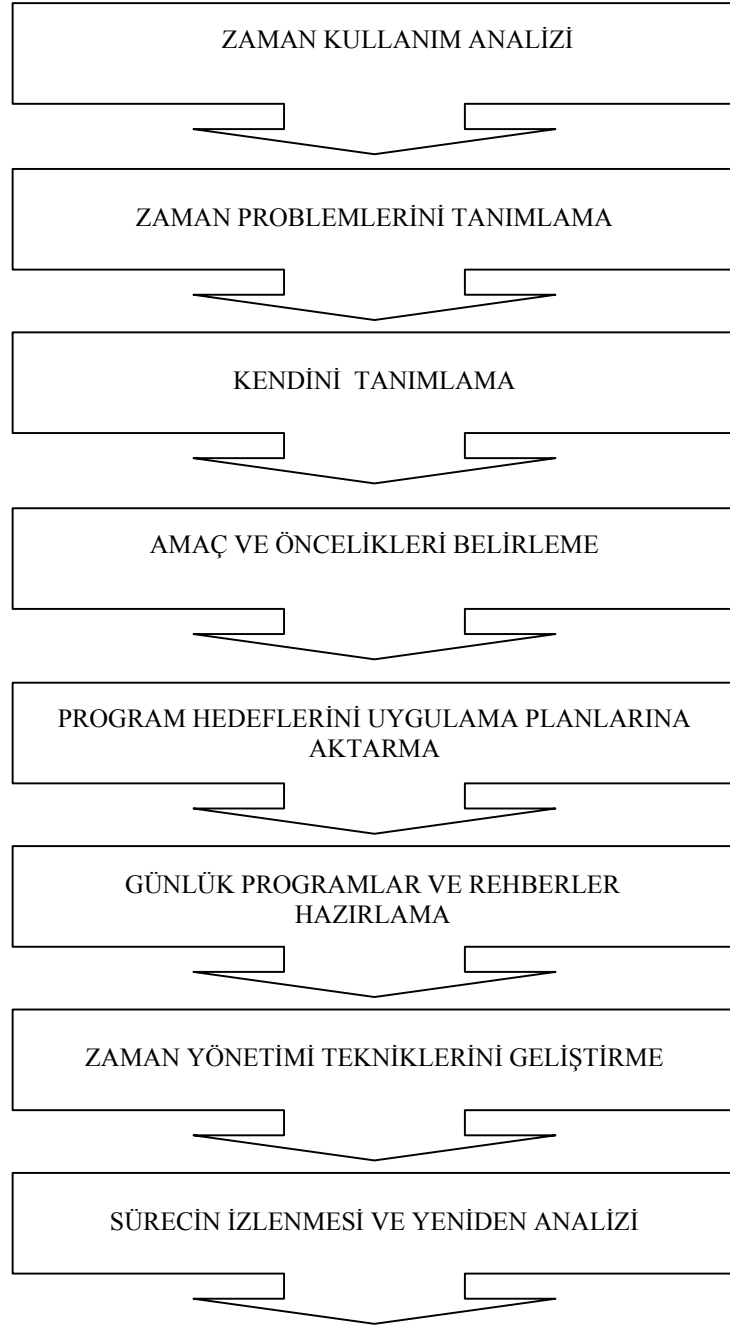 ZAMAN KULLANIM ANALİZİ
ZAMAN PROBLEMLERİNİ TANIMLAMA
KENDİNİ TANIMLAMA
AMAÇ VE ÖNCELİKLERİ BELİRLEME
PROGRAM HEDEFLERİNİ UYGULAMA PLANLARINA
AKTARMA
GÜNLÜK PROGRAMLAR VE REHBERLER
HAZIRLAMA
ZAMAN YÖNETİMİ TEKNİKLERİNİ GELİŞTİRME
SÜRECİN İZLENMESİ VE YENİDEN ANALİZİ